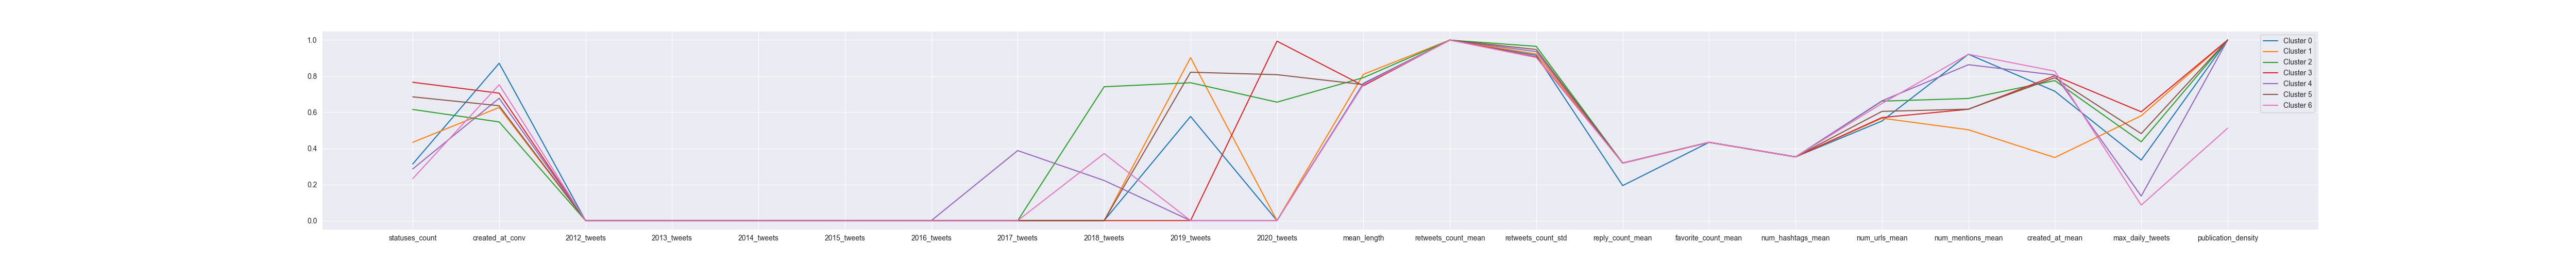 1.0
0.8
0.6
0.4
0.2
0.0
statuses_count created_at_conv 2012_tweets 2013_tweets 2014_tweets 2015_tweets 2016_tweets 2017_tweets 2018_tweets 2019_tweets 2020_tweets mean_length retweets_count_mean retweets_count_std reply_count_mean favorite_count_mean num_hashtags_mean num_urls_mean num_mentions_mean created_at_mean max_daily_tweets publication_density
Cluster 0
Cluster 1
Cluster 2
Cluster 3
Cluster 4
Cluster 5
Cluster 6